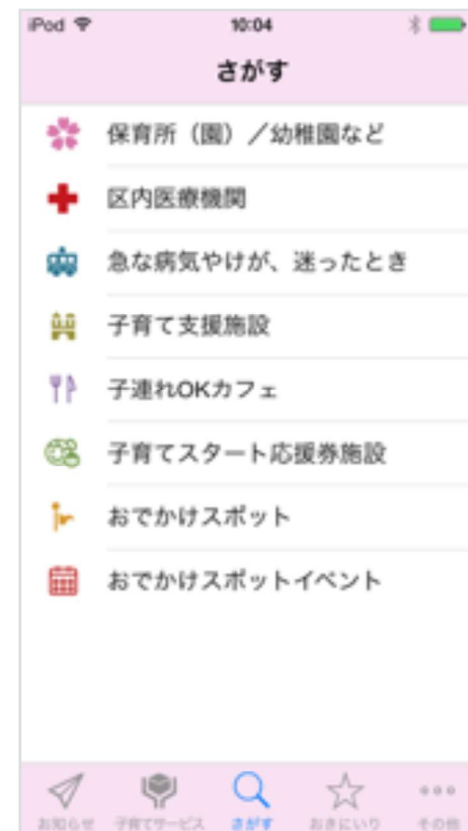 iPod 10:04
さがす
保育所（園）／幼稚園など
区内医療機関
急な病気やけが、迷ったとき
子育て支援施設
子連れOKカフェ
子育てスタート応援券施設
おでかけスポット
おでかけスポットイベント
お知らせ 子育てサービス さがす おきにいり その他